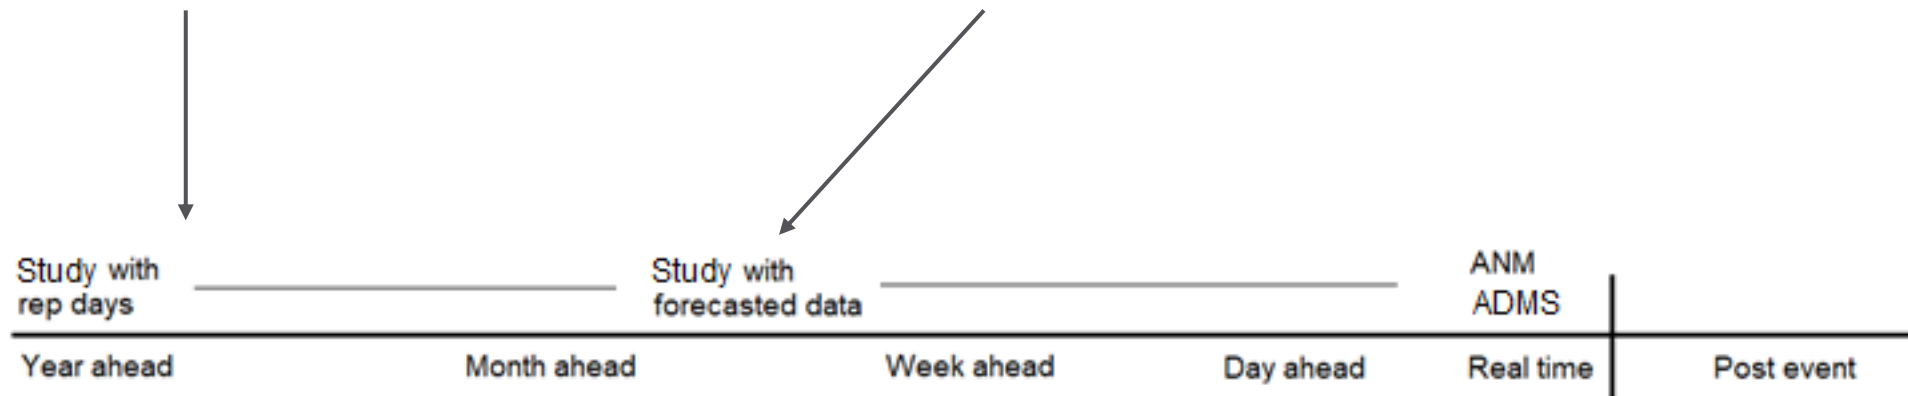 Study with
rep days
Study with
forecasted data
ANM
ADMS
Year ahead
Month ahead
Week ahead
Day ahead
Real time
Post event